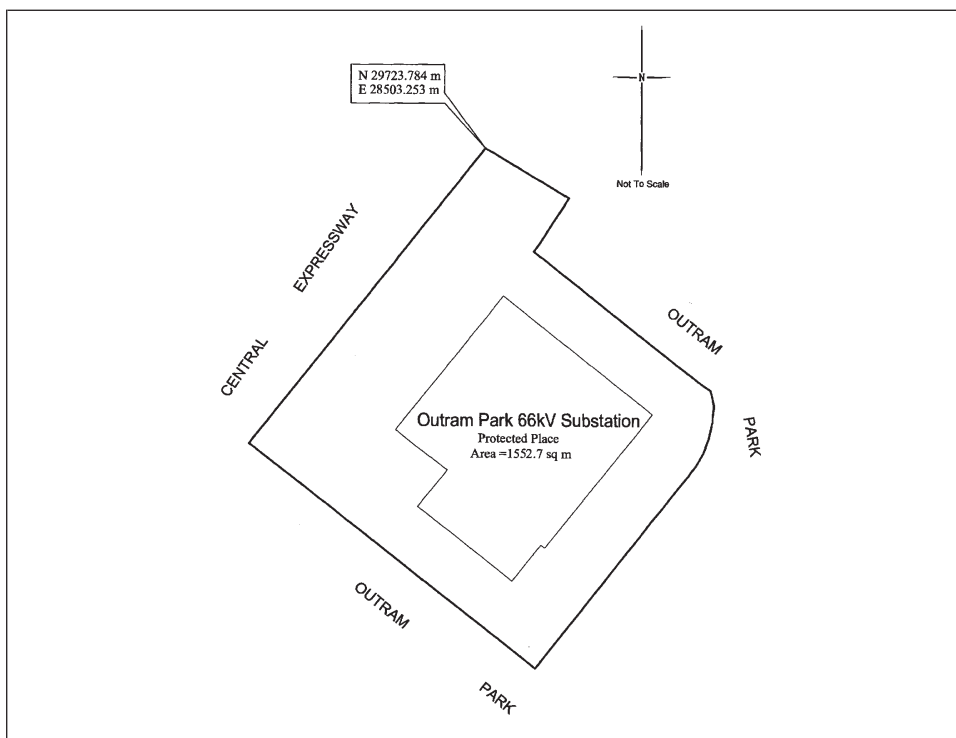 N 29723.784 m
E 28503.253 m
N
Not To Scale
CENTRAL EXPRESSWAY
OUTRAM PARK
Outram Park 66kV Substation
Protected Place
Area =1552.7 sq m
OUTRAM PARK